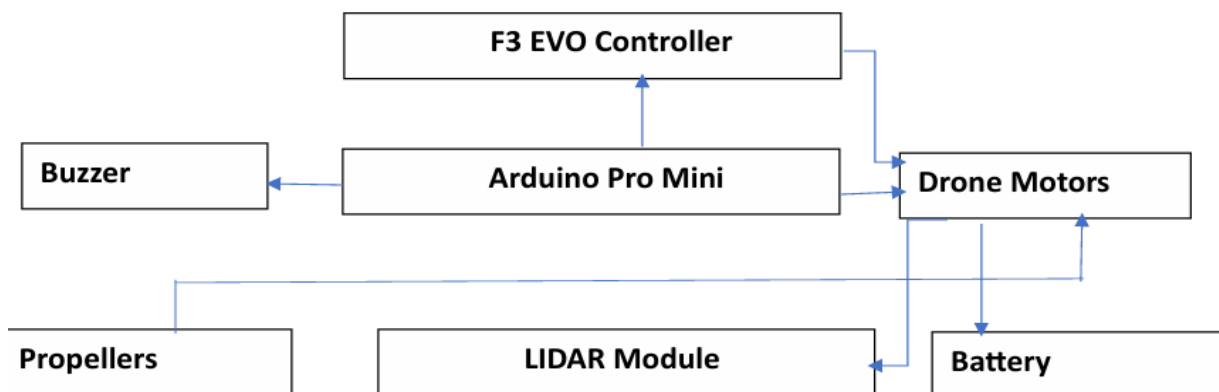 F3 EVO Controller
Buzzer
Arduino Pro Mini
Drone Motors
Propellers
LIDAR Module
Battery